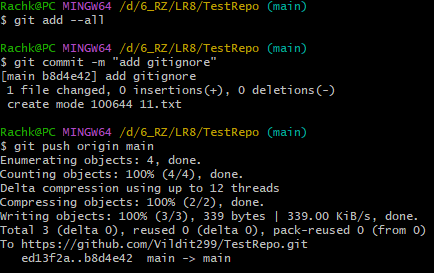 Rachk@PC MINGW64 /d/6_RZ/LR8/TestRepo (main)
$ git add --all
Rachk@PC MINGW64 /d/6_RZ/LR8/TestRepo (main)
$ git commit -m "add gitignore"
[main b8d4e42] add gitignore
 1 file changed, 0 insertions(+), 0 deletions(-)
 create mode 100644 11.txt
Rachk@PC MINGW64 /d/6_RZ/LR8/TestRepo (main)
$ git push origin main
Enumerating objects: 4, done.
Counting objects: 100% (4/4), done.
Delta compression using up to 12 threads
Compressing objects: 100% (2/2), done.
Writing objects: 100% (3/3), 339 bytes | 339.00 KiB/s, done.
Total 3 (delta 0), reused 0 (delta 0), pack-reused 0 (from 0)
To https://github.com/Vildit299/TestRepo.git
   ed13f2a..b8d4e42  main -> main